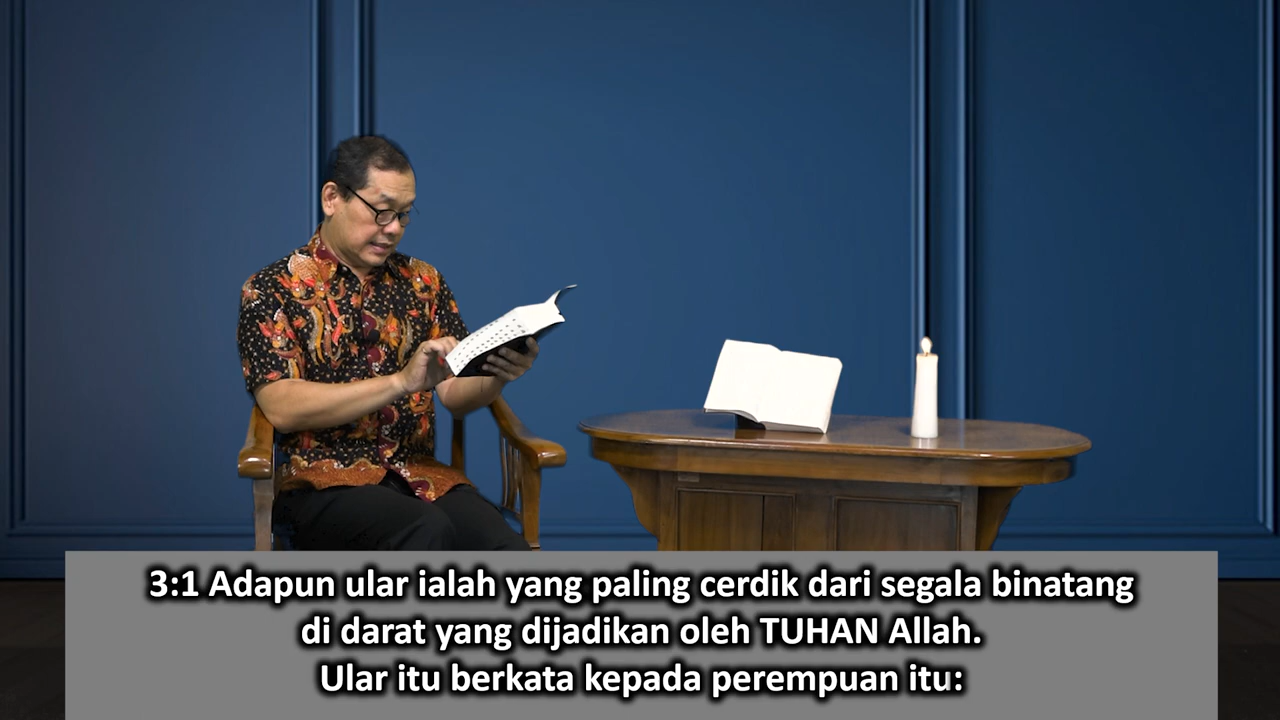 3:1 Adapun ular ialah yang paling cerdik dari segala binatang
di darat yang dijadikan oleh TUHAN Allah.
Ular itu berkata kepada perempuan itu: